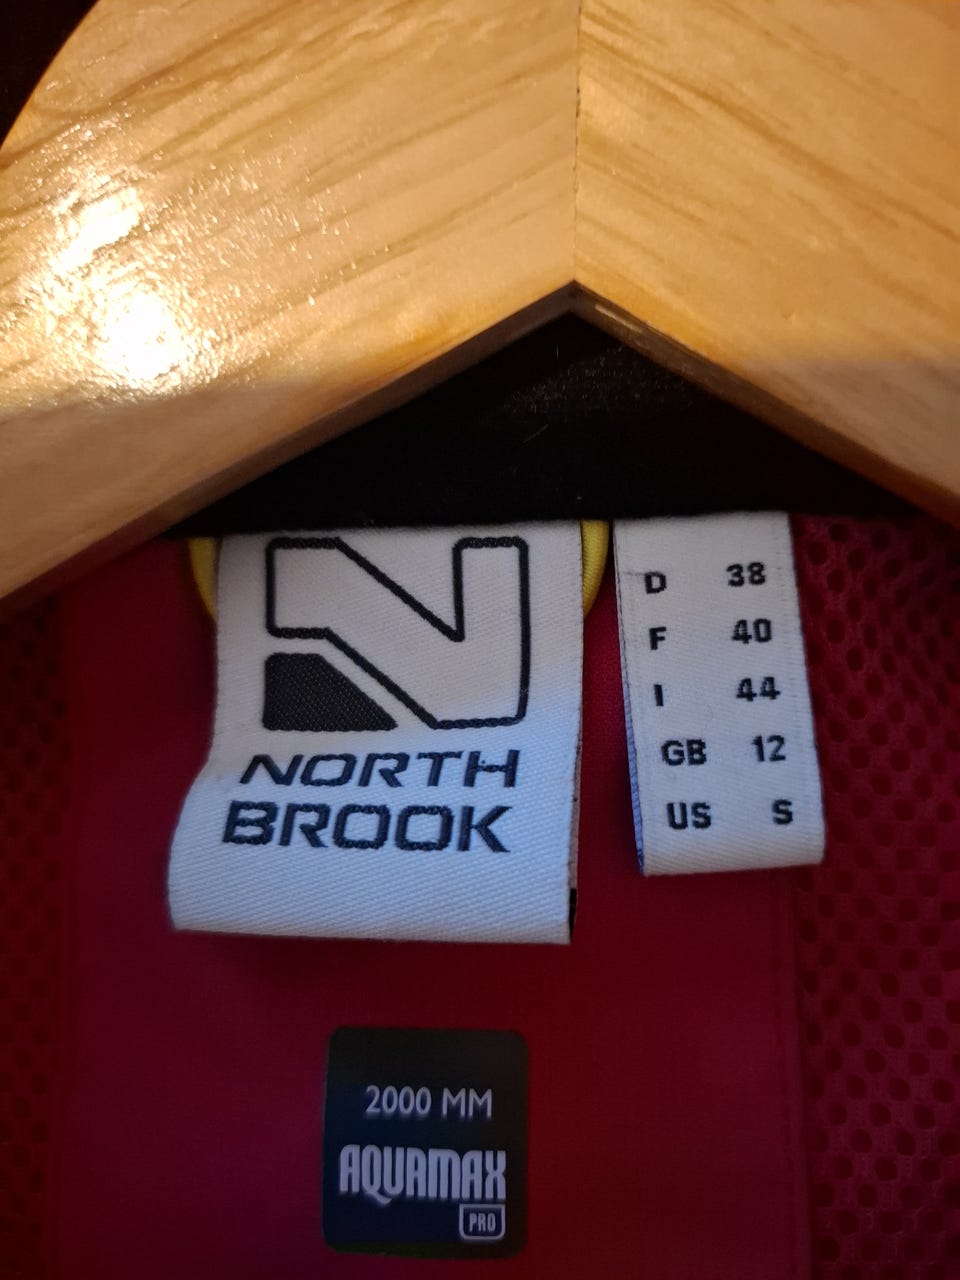 NORTH
BROOK
D 38
F 40
I 44
GB 12
US S
2000 MM
AQUAMAX
PRO